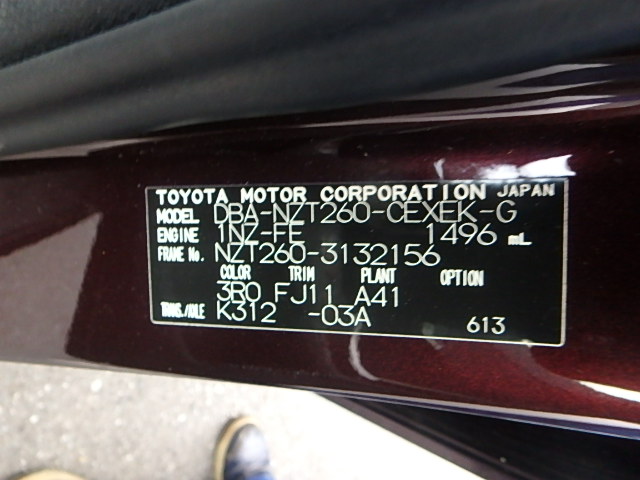 TOYOTA MOTOR CORPORATION JAPAN
MODEL DBA-NZT260-CEXEK-G
ENGINE 1NZ-FE 1496 mL
FRAME No. NZT260-3132156
COLOR TRIM PLANT OPTION
3R0 FJ11 A41
TRANS./AXLE K312 -03A
613